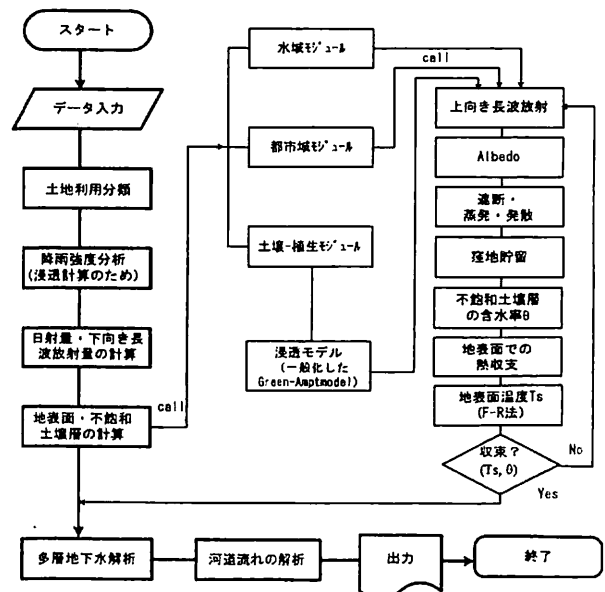 スタート
データ入力
土地利用分類
降雨強度分析
(浸透計算のため)
日射量・下向き長
波放射量の計算
地表面・不飽和
土壌層の計算
call
水域モジュール
都市域モジュール
土壌-植生モジュール
浸透モデル
(一般化した
Green-Amptmodel)
call
上向き長波放射
Albedo
遮断・
蒸発・発散
窪地貯留
不飽和土壌層
の含水率θ
地表面での
熱収支
地表面温度Ts
(F-R法)
収束?
(Ts, θ)
No
Yes
多層地下水解析
河道流れの解析
出力
終了